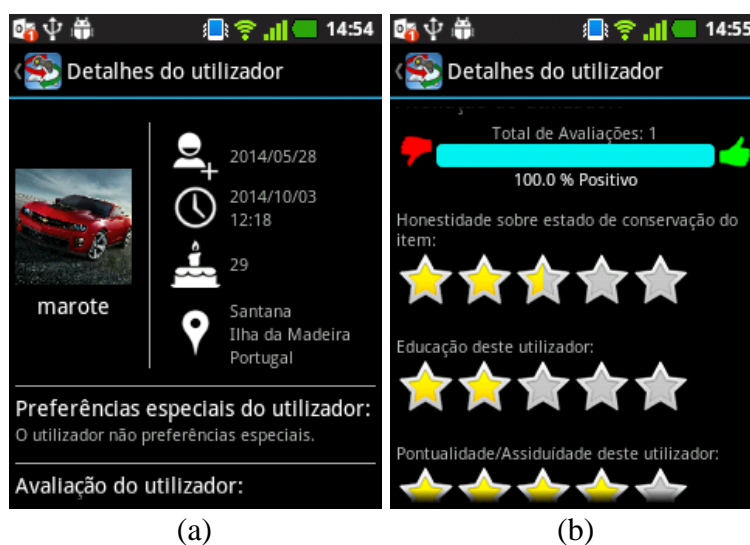 14:54
Detalhes do utilizador
2014/05/28
2014/10/03
12:18
29
marote
Santana
Ilha da Madeira
Portugal
Preferências especiais do utilizador:
O utilizador não preferências especiais.
Avaliação do utilizador:
(a)
14:55
Detalhes do utilizador
Total de Avaliações: 1
100.0 % Positivo
Honestidade sobre estado de conservação do
item:
Educação deste utilizador:
Pontualidade/Assiduídade deste utilizador:
(b)